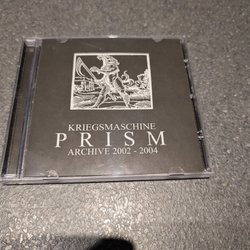 KRIEGSMASCHINE
PRISM
ARCHIVE 2002 - 2004